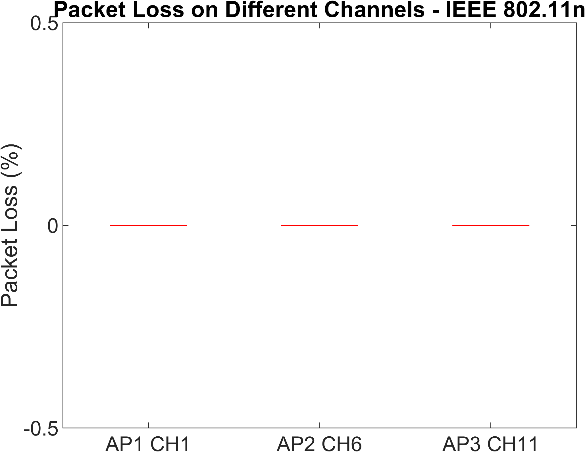 Packet Loss on Different Channels - IEEE 802.11n
0.5
Packet Loss (%)
0
-0.5
AP1 CH1 AP2 CH6 AP3 CH11